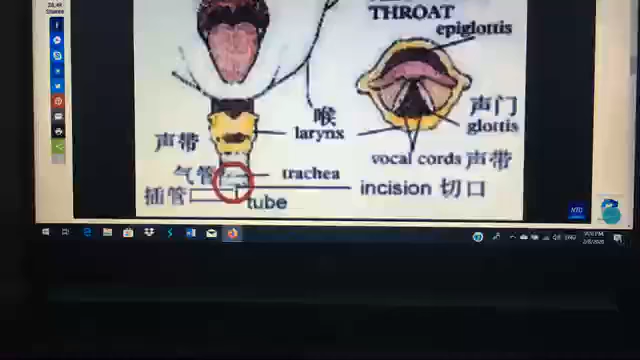 THROAT
epiglottis
喉
larynx
声带
声门
glottis
vocal cords 声带
气管
trachea
插管
tube
incision 切口
NTD